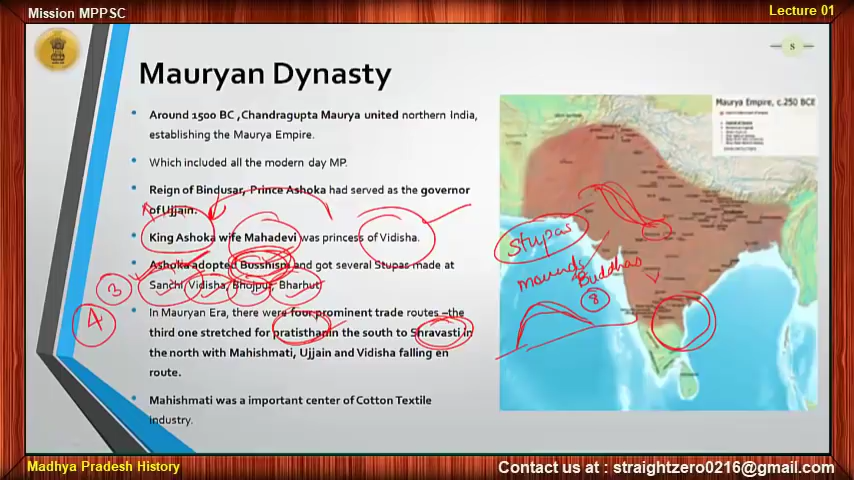 Mission MPPSC
Lecture 01
S
Mauryan Dynasty
Around 1500 BC ,Chandragupta Maurya united northern India,
establishing the Maurya Empire.
Which included all the modern day MP.
Reign of Bindusar, Prince Ashoka had served as the governor
of Ujjain.
King Ashoka wife Mahadevi was princess of Vidisha.
Ashoka adopted Busshism and got several Stupas made at
Sanchi, Vidisha, Bhojpur, Bharhut,
In Mauryan Era, there were four prominent trade routes –the
third one stretched for pratisthanin the south to Shravasti in
the north with Mahishmati, Ujjain and Vidisha falling en
route.
Mahishmati was a important center of Cotton Textile
industry.
3
4
Maurya Empire, c.250 BCE
Stupas
mounds
Buddhas
8
Madhya Pradesh History
Contact us at : straightzero0216@gmail.com